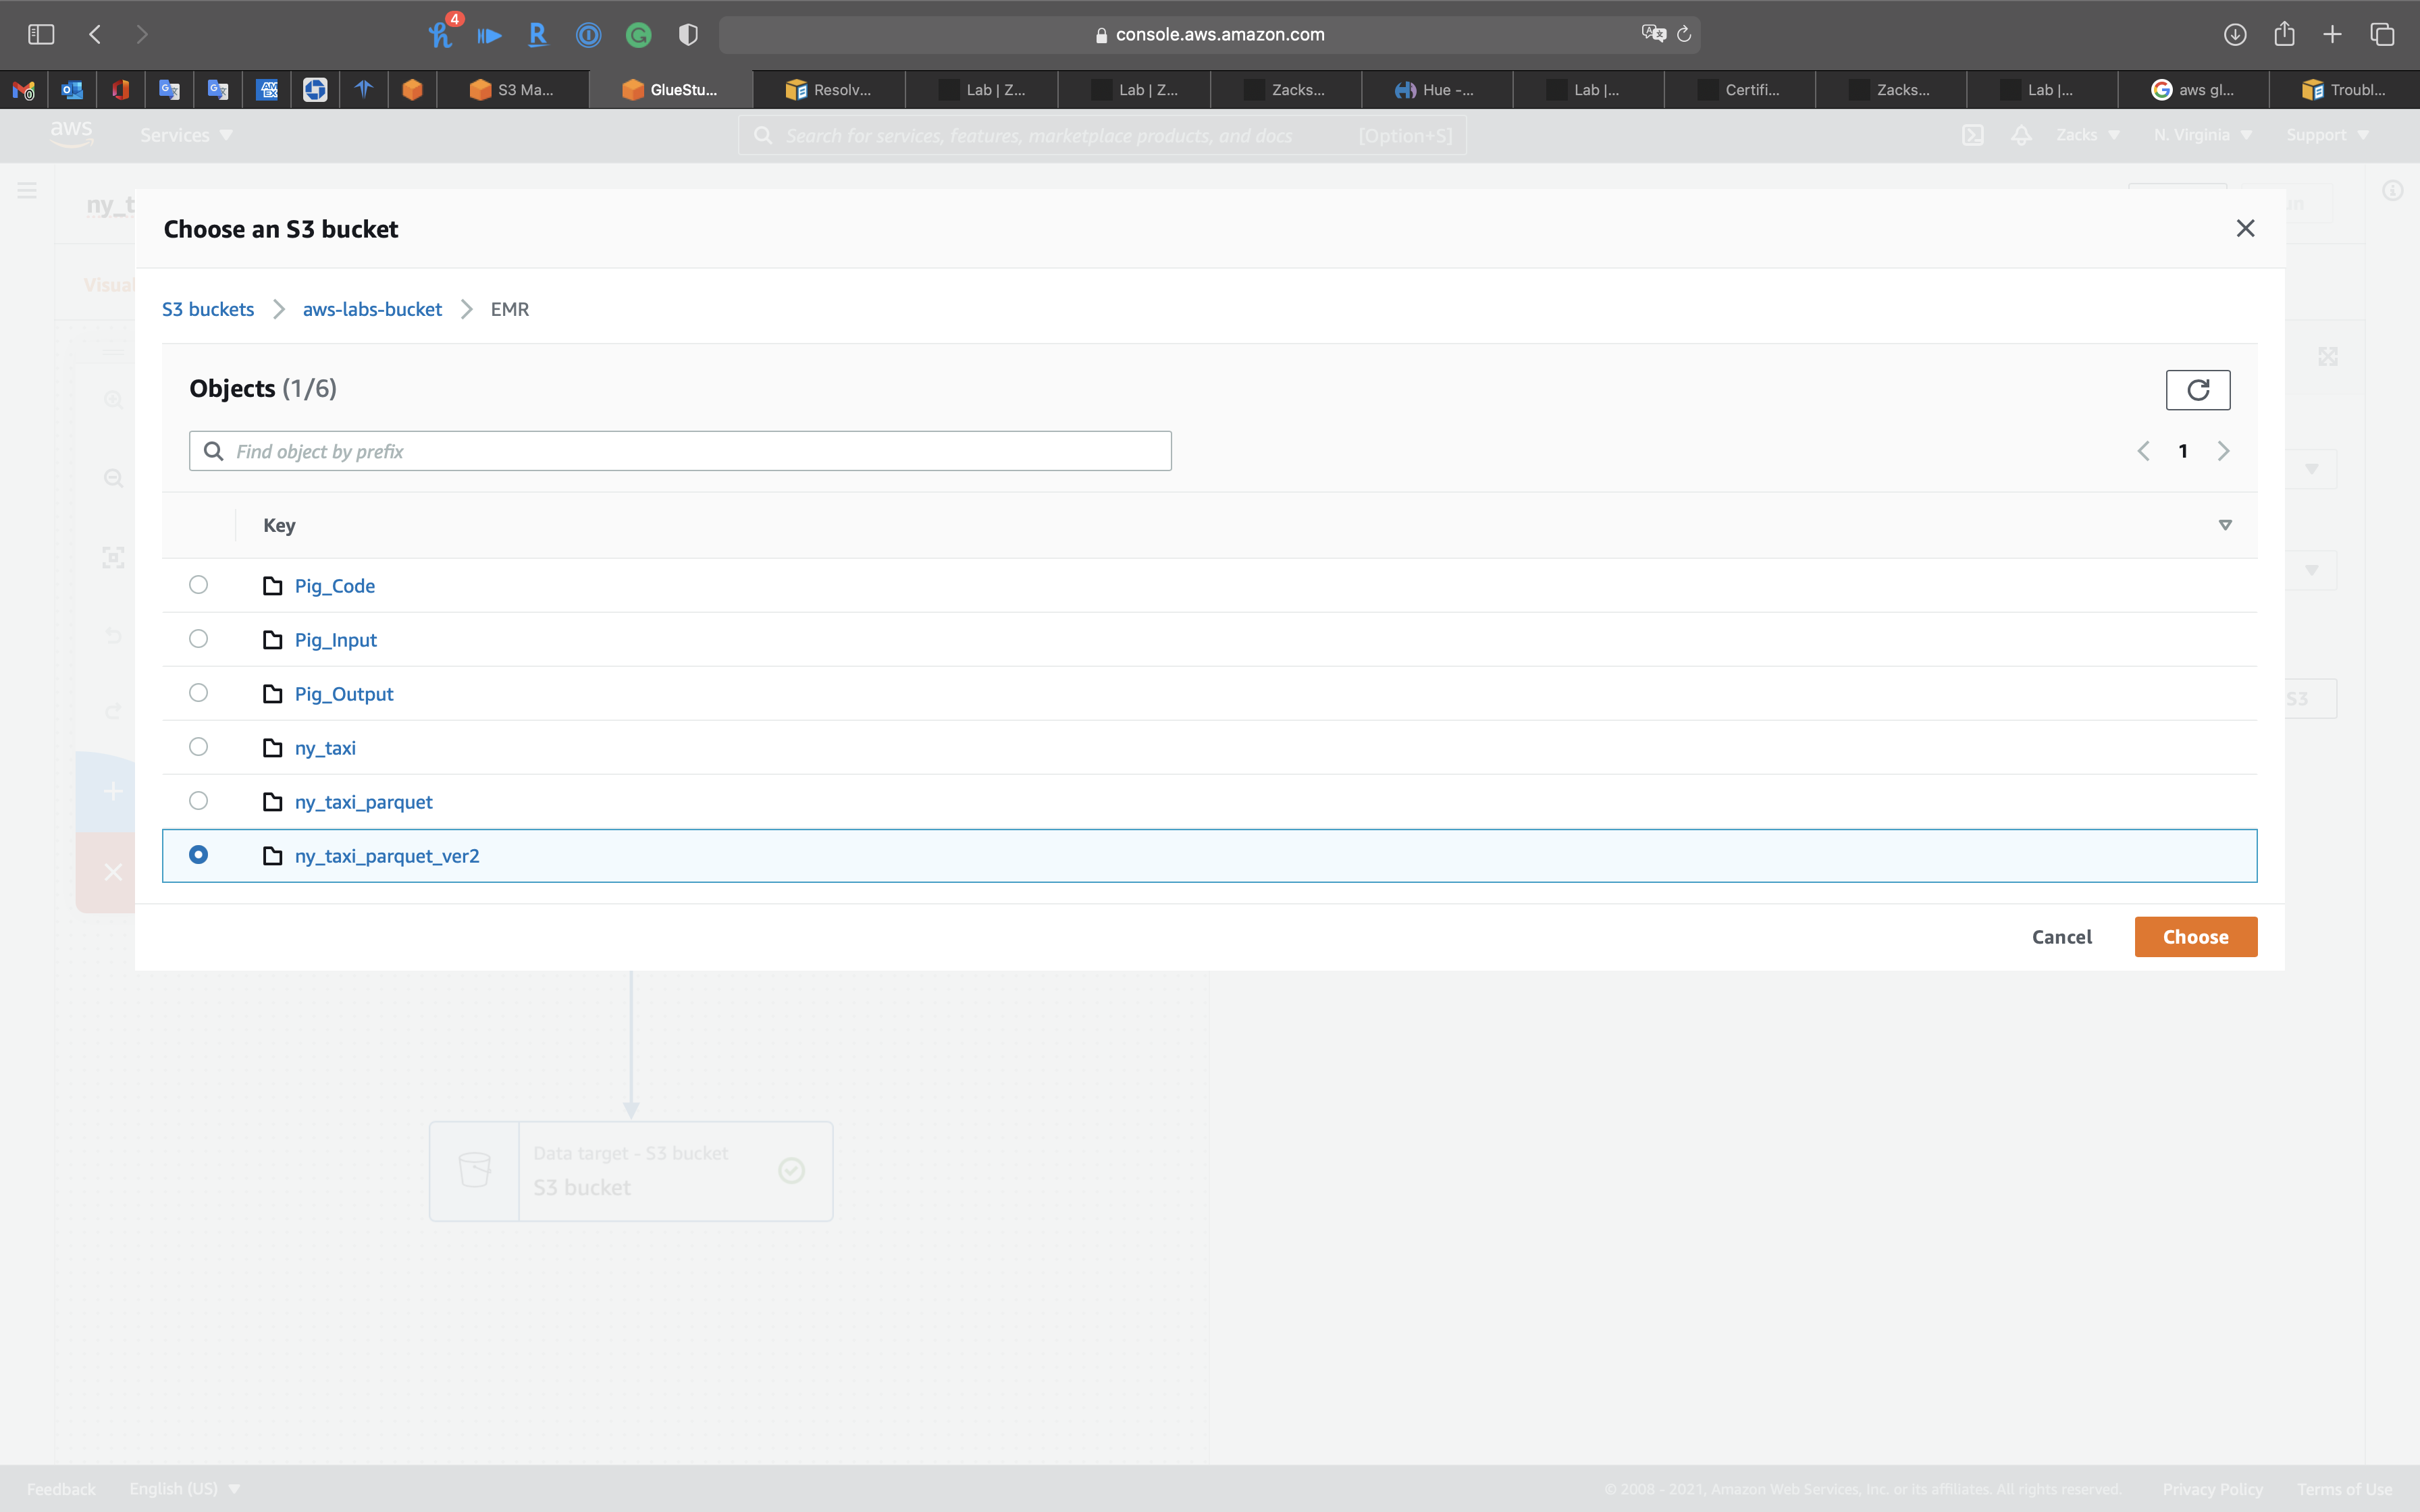 4
console.aws.amazon.com
S3 Ma...
GlueStu...
Resolv...
Lab | Z...
Lab | Z...
Zacks...
Hue -...
Lab |...
Certifi...
Zacks...
Lab |...
aws gl...
Troubl...
aws
Services
Search for services, features, marketplace products, and docs
[Option+S]
Zacks
N. Virginia
Support
ny_t
Visual
Choose an S3 bucket
S3 buckets
aws-labs-bucket
EMR
Objects (1/6)
Find object by prefix
1
Key
Pig_Code
Pig_Input
Pig_Output
ny_taxi
ny_taxi_parquet
ny_taxi_parquet_ver2
S3
Cancel
Choose
Data target - S3 bucket
S3 bucket
Feedback
English (US)
© 2008 - 2021, Amazon Web Services, Inc. or its affiliates. All rights reserved.
Privacy Policy
Terms of Use